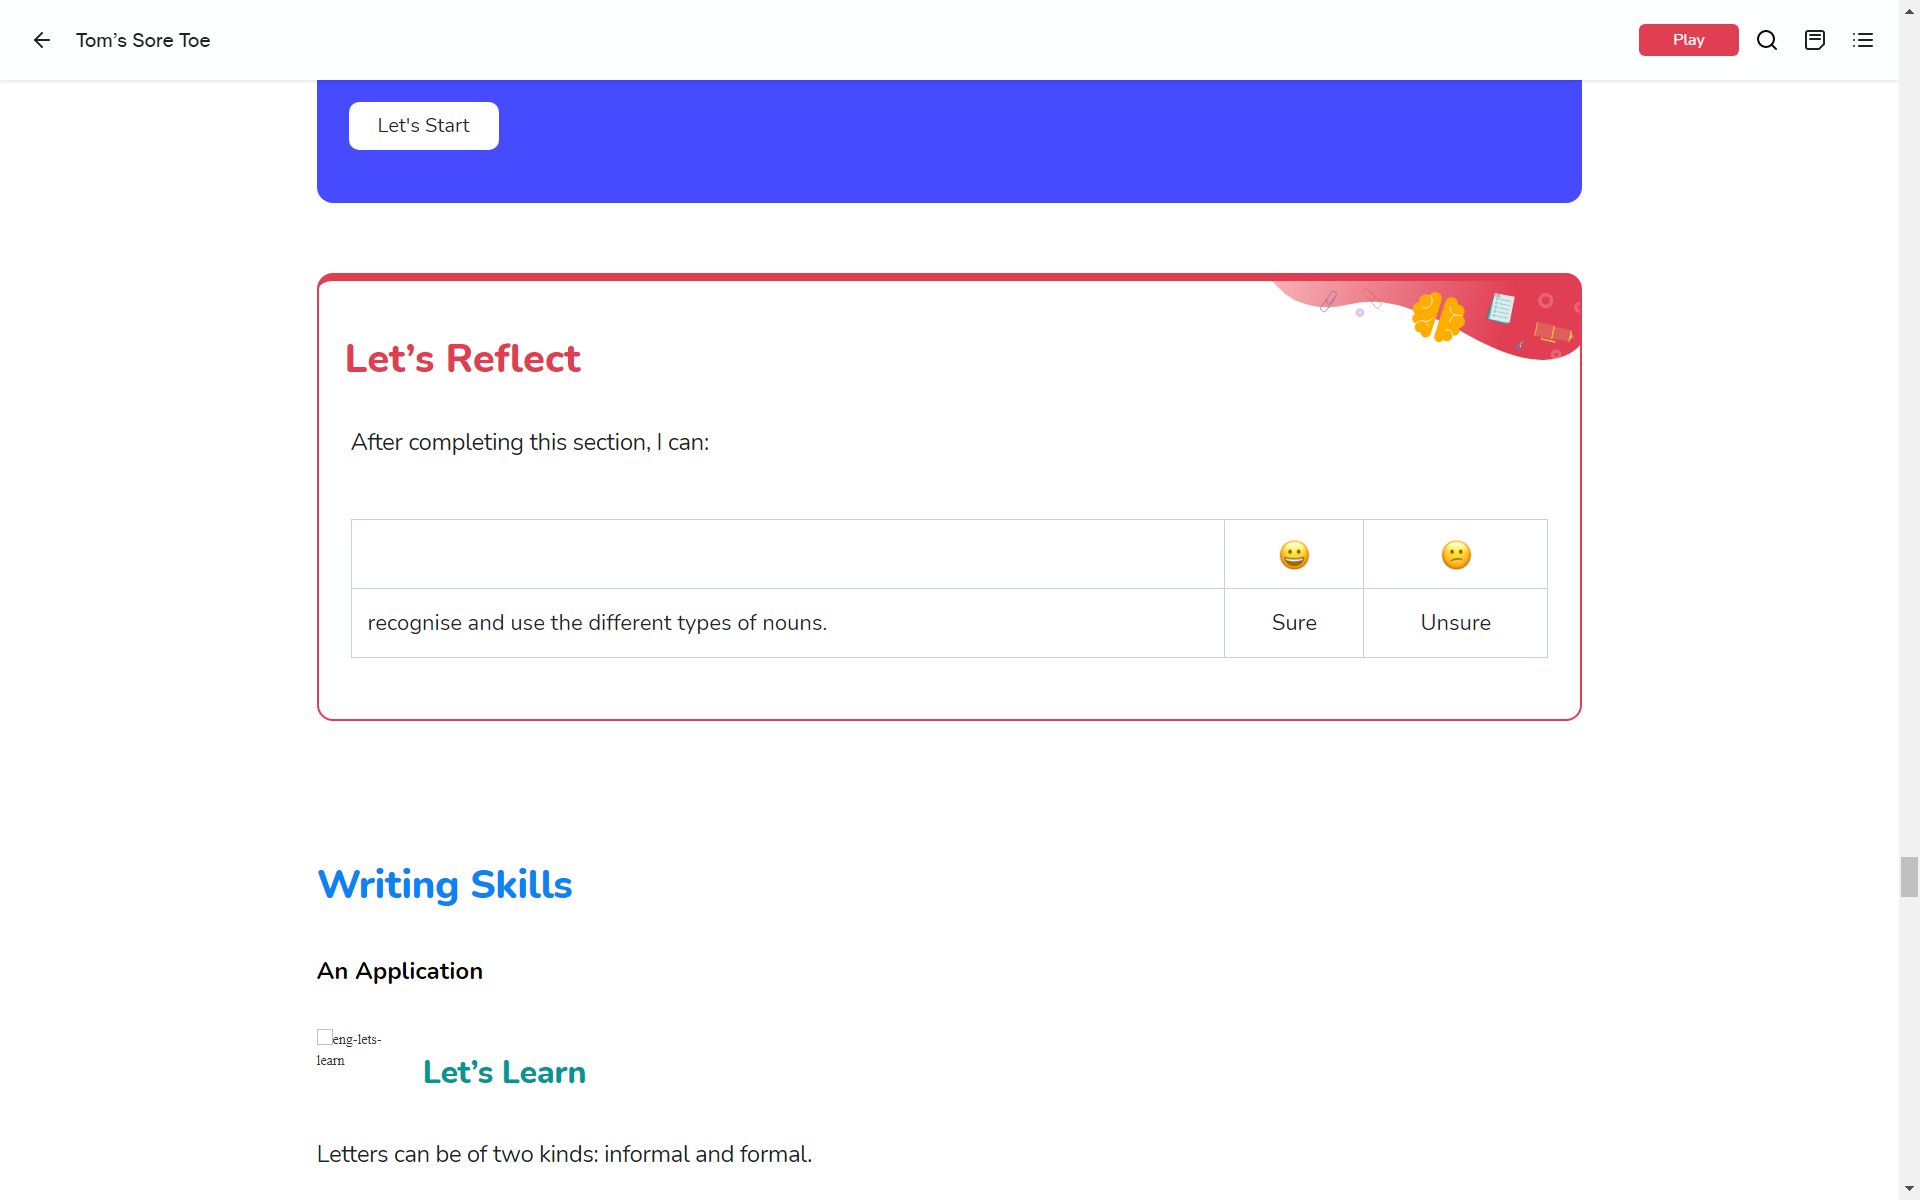 Tom’s Sore Toe
Play
Let's Start
Let’s Reflect
After completing this section, I can:
recognise and use the different types of nouns.
Sure
Unsure
Writing Skills
An Application
eng-lets-
learn
Let’s Learn
Letters can be of two kinds: informal and formal.